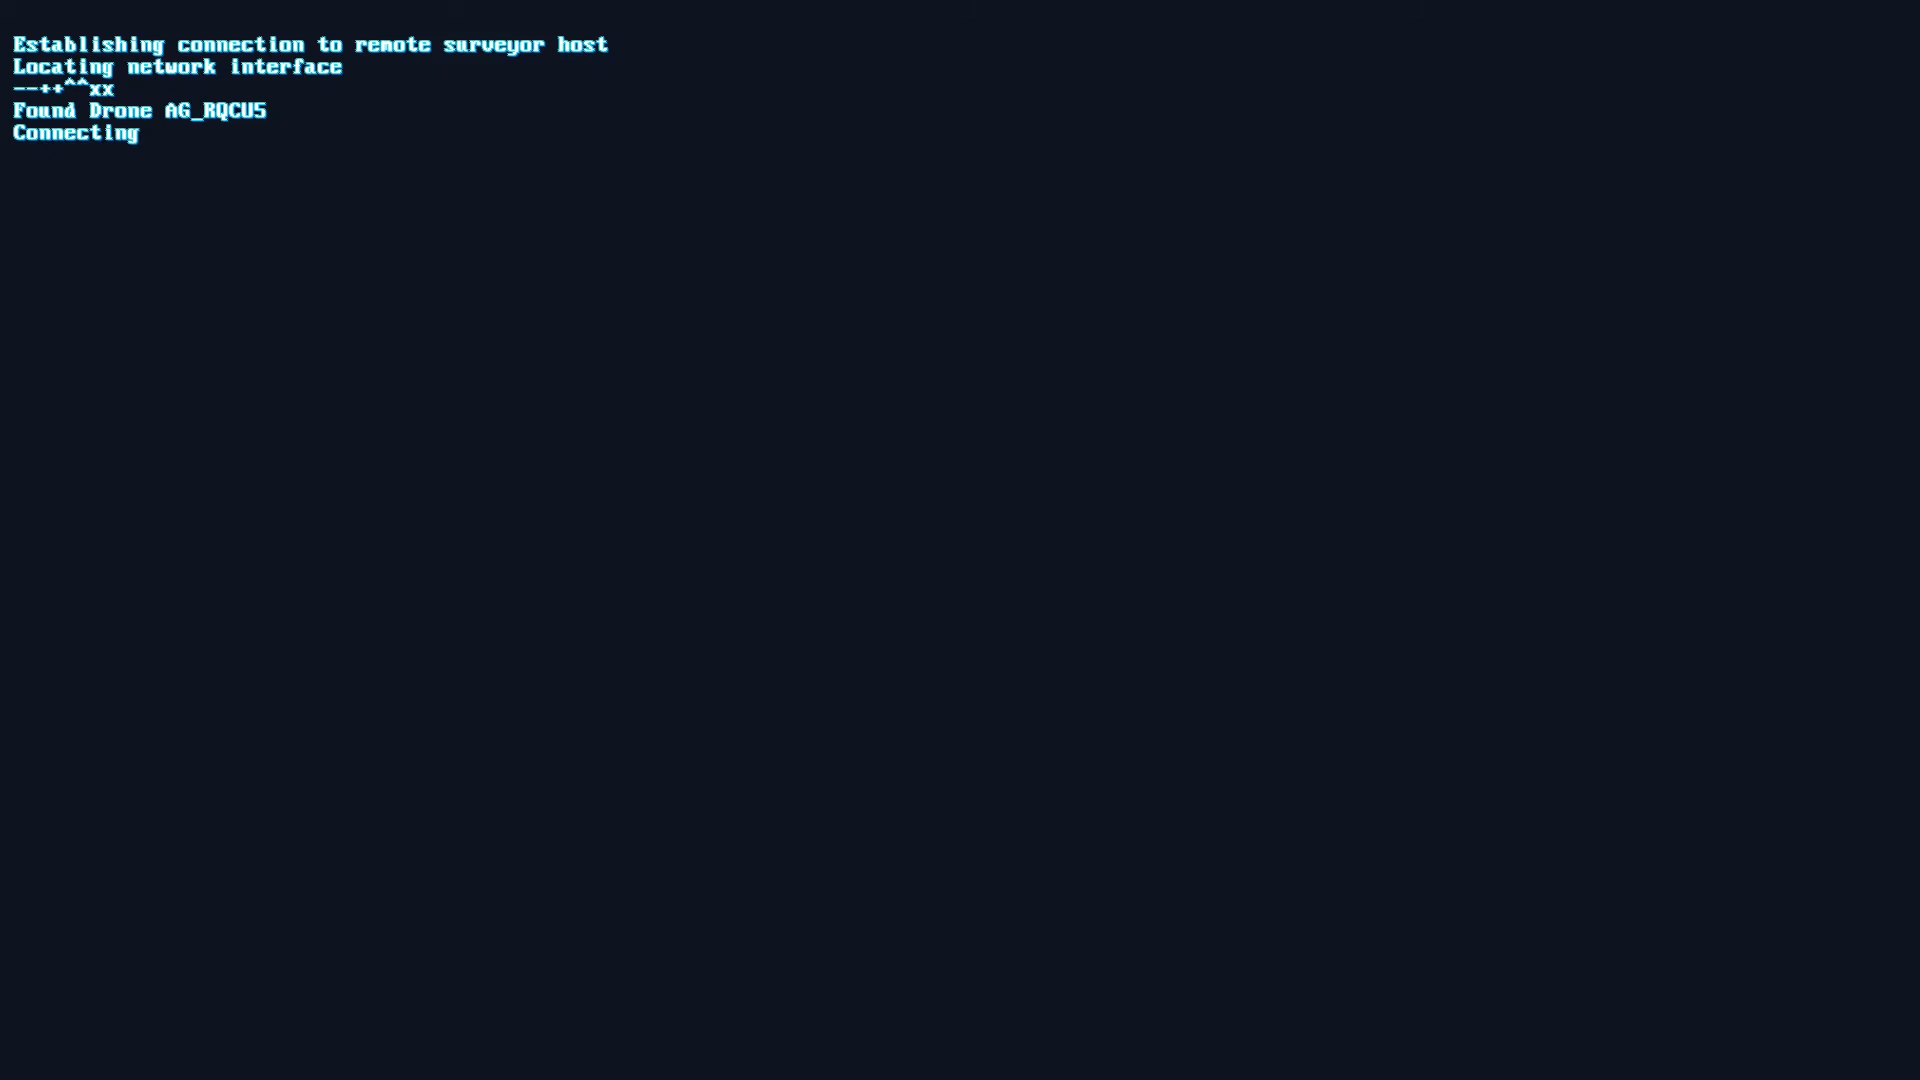 Establishing connection to remote surveyor host
Locating network interface
--++^^xx
Found Drone AG_RQCU5
Connecting